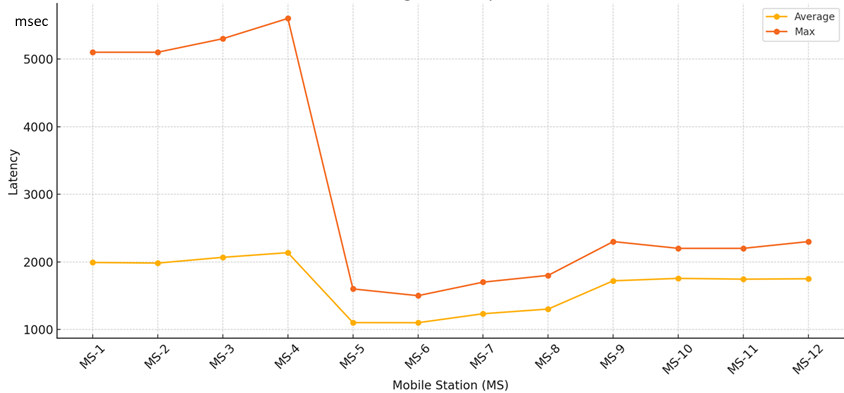 msec
Average
Max
5000
4000
3000
2000
1000
Latency
MS-1
MS-2
MS-3
MS-4
MS-5
MS-6
MS-7
MS-8
MS-9
MS-10
MS-11
MS-12
Mobile Station (MS)